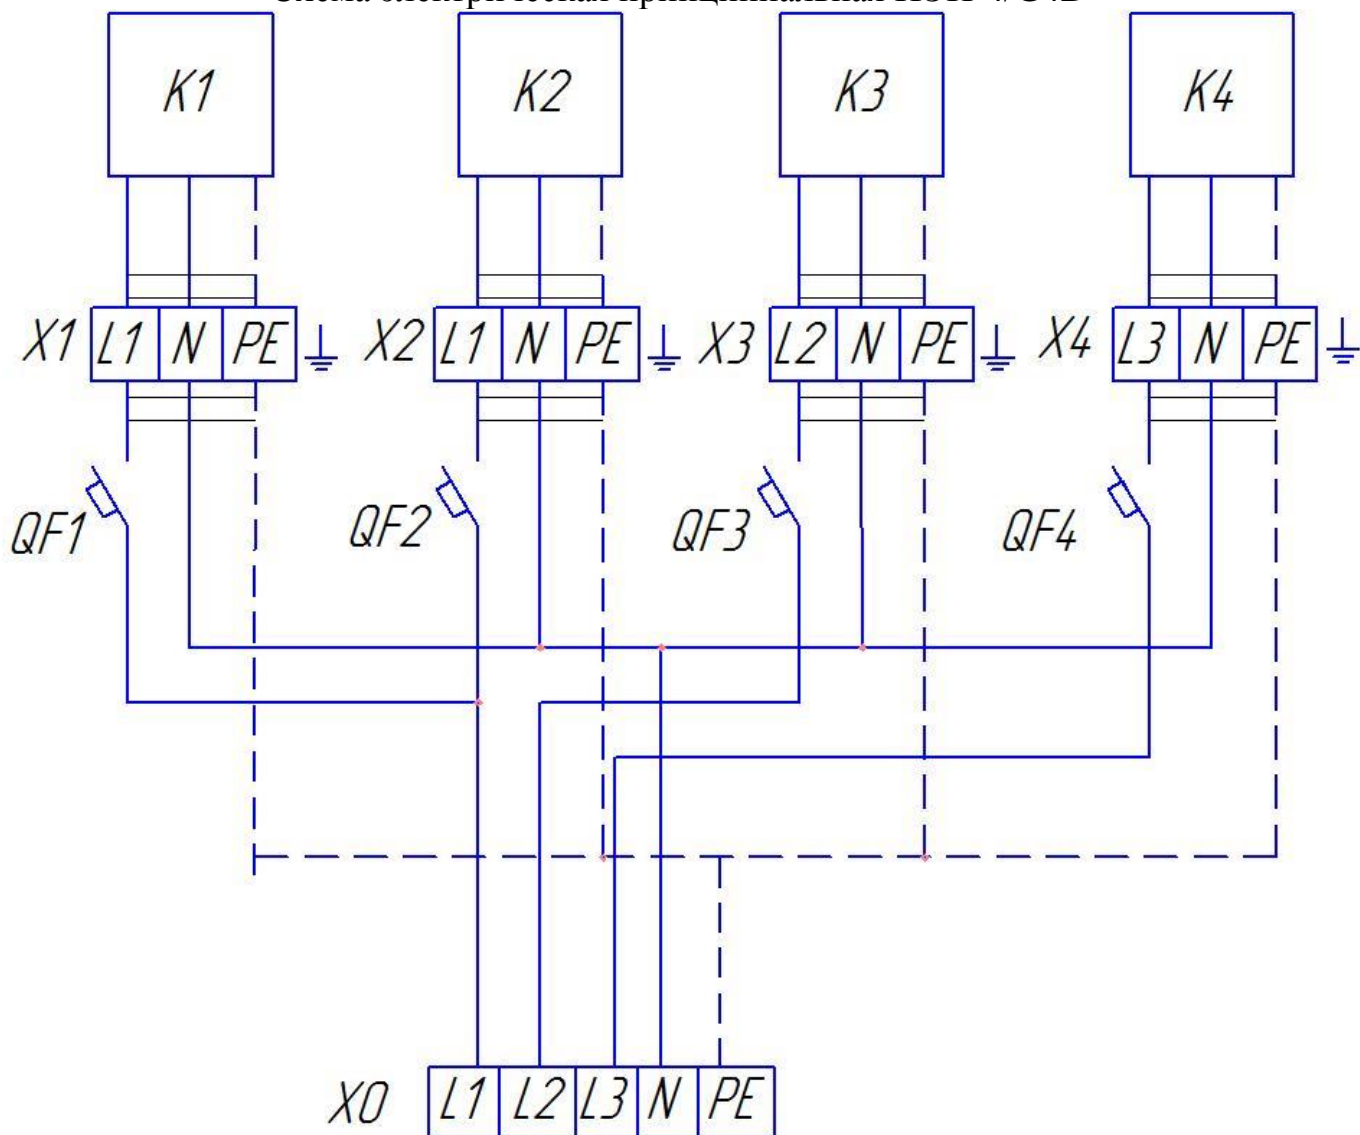 K1 K2 K3 K4
X1 L1 N PE X2 L1 N PE X3 L2 N PE X4 L3 N PE
QF1 QF2 QF3 QF4
X0 L1 L2 L3 N PE